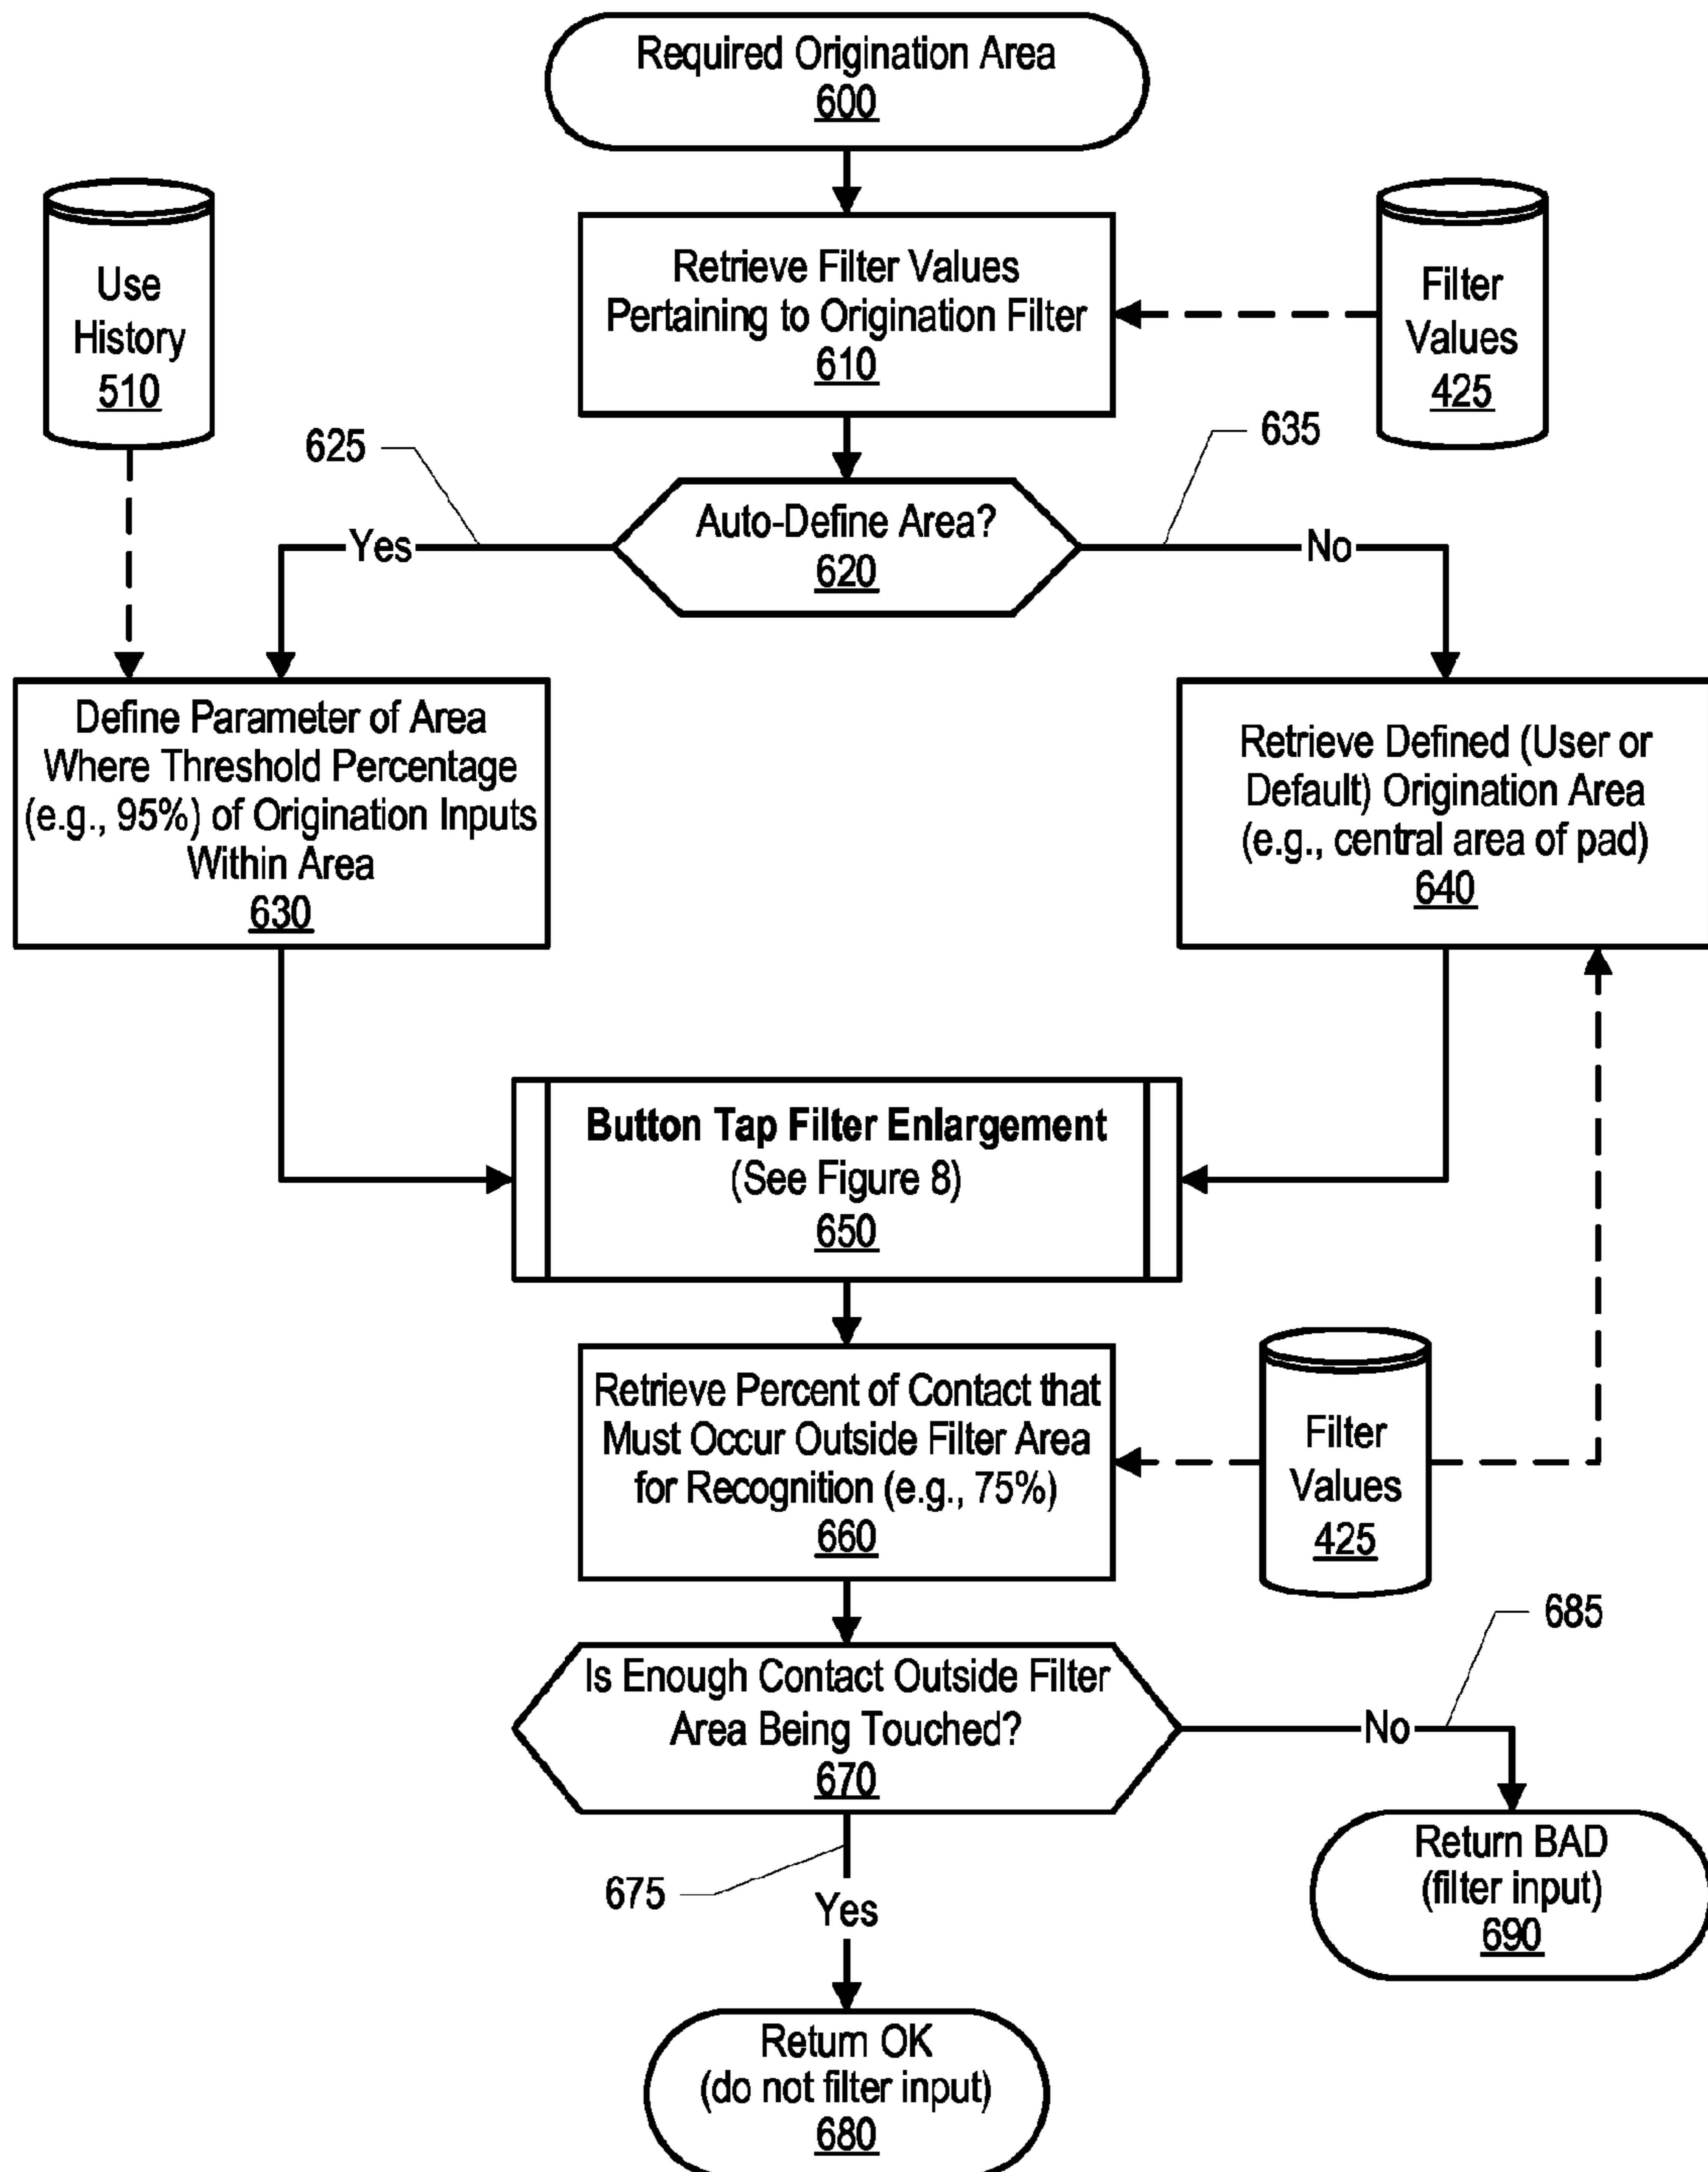 Required Origination Area
600
Use
History
510
Retrieve Filter Values
Pertaining to Origination Filter
610
Filter
Values
425
625
635
Auto-Define Area?
620
Yes
No
Define Parameter of Area
Where Threshold Percentage
(e.g., 95%) of Origination Inputs
Within Area
630
Retrieve Defined (User or
Default) Origination Area
(e.g., central area of pad)
640
Button Tap Filter Enlargement
(See Figure 8)
650
Retrieve Percent of Contact that
Must Occur Outside Filter Area
for Recognition (e.g., 75%)
660
Filter
Values
425
685
Is Enough Contact Outside Filter
Area Being Touched?
670
No
675
Yes
Return BAD
(filter input)
690
Return OK
(do not filter input)
680